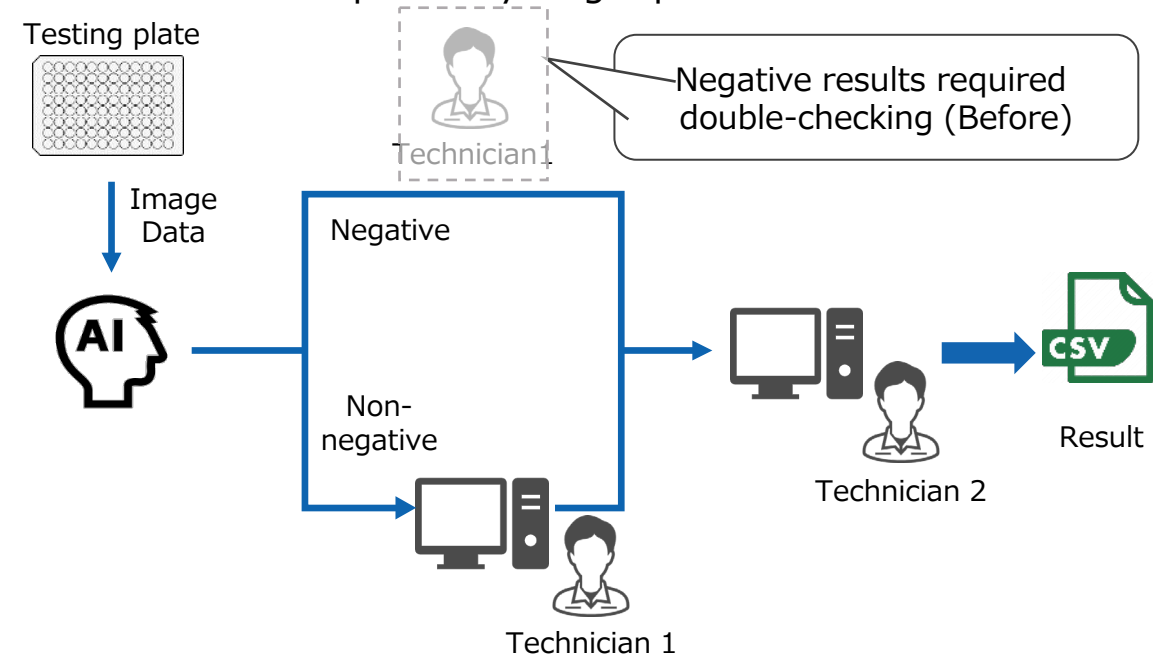 Testing plate
Negative results required
double-checking (Before)
Technician1
Image
Data
Negative
AI
CSV
Non-
negative
Result
Technician 2
Technician 1